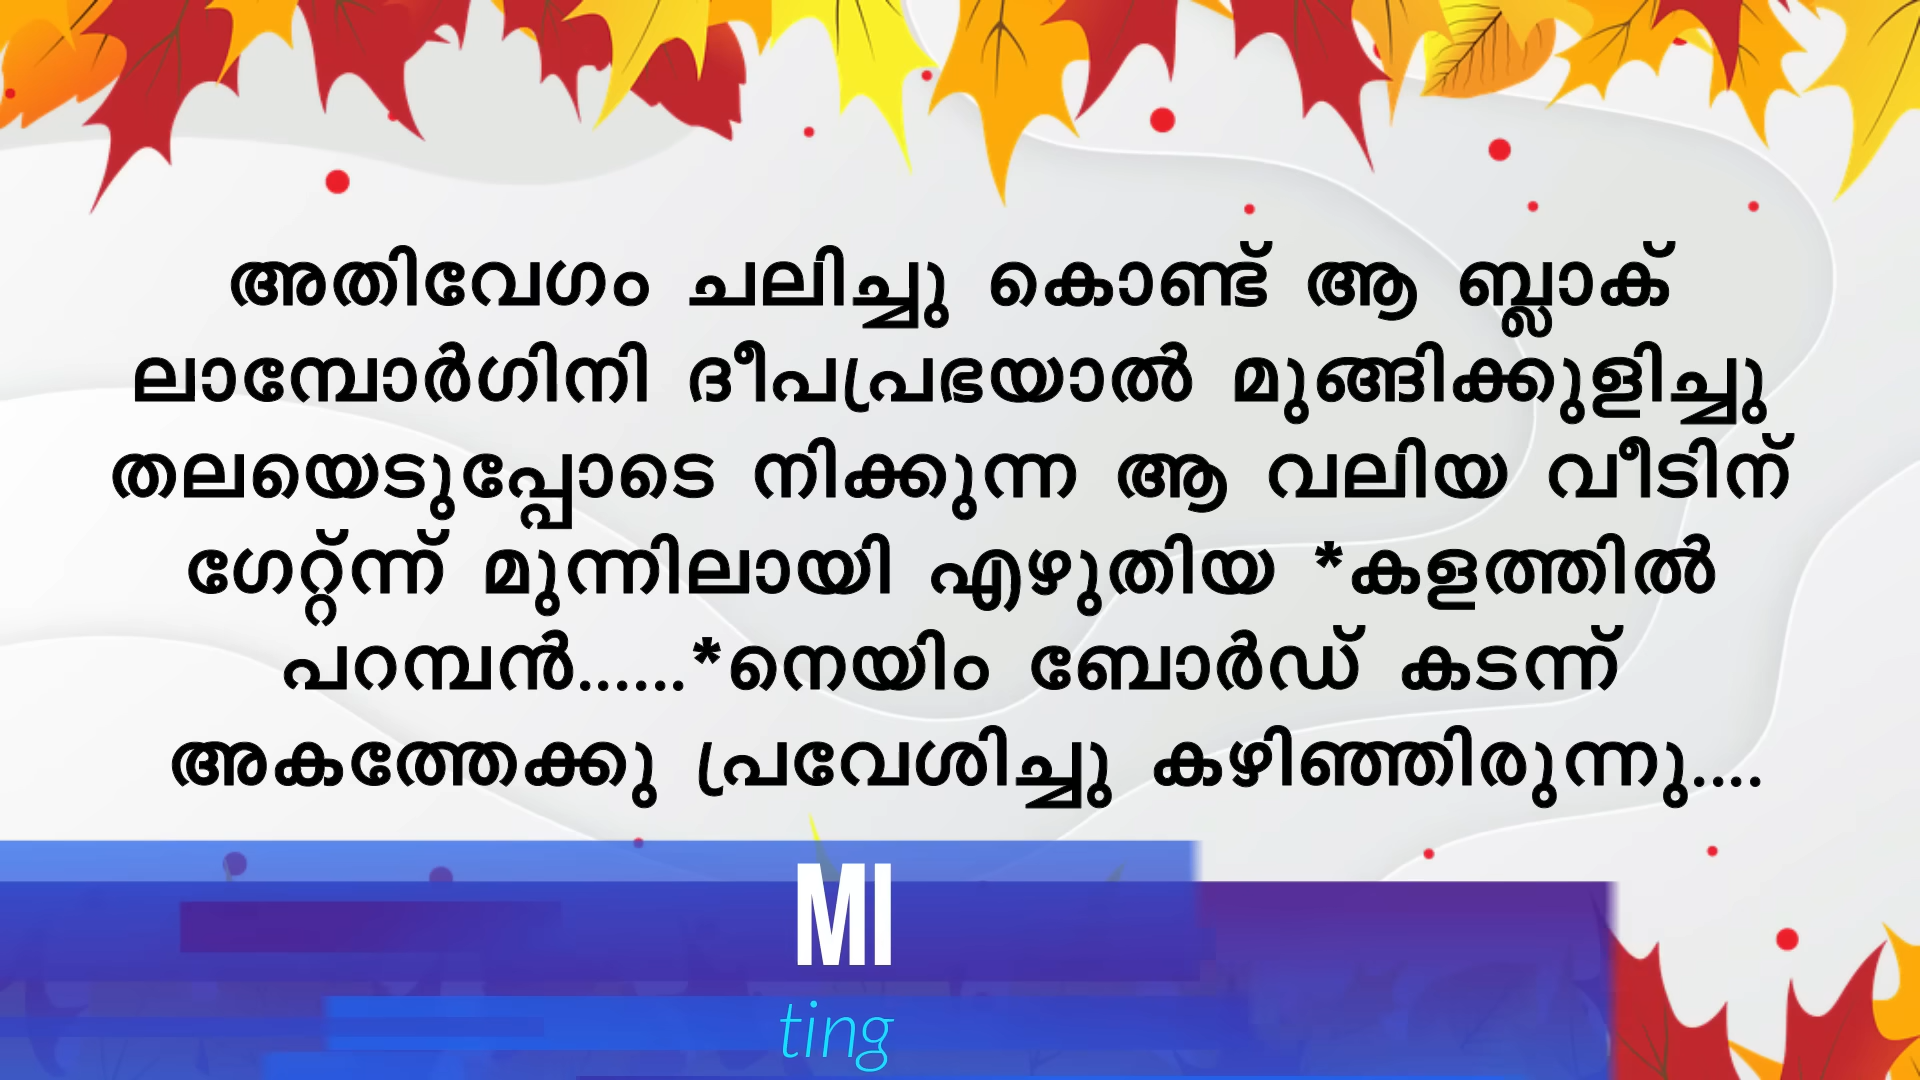 അതിവേഗം ചലിച്ചു കൊണ്ട് ആ ബ്ലാക്
ലാമ്പോർഗിനി ദീപപ്രഭയാൽ മുങ്ങിക്കുളിച്ചു
തലയെടുപ്പോടെ നിക്കുന്ന ആ വലിയ വീടിന്
ഗേറ്റ്ന്ന് മുന്നിലായി എഴുതിയ *കളത്തിൽ
പറമ്പൻ......*നെയിം ബോർഡ് കടന്ന്
അകത്തേക്കു പ്രവേശിച്ചു കഴിഞ്ഞിരുന്നു....
MI
ting